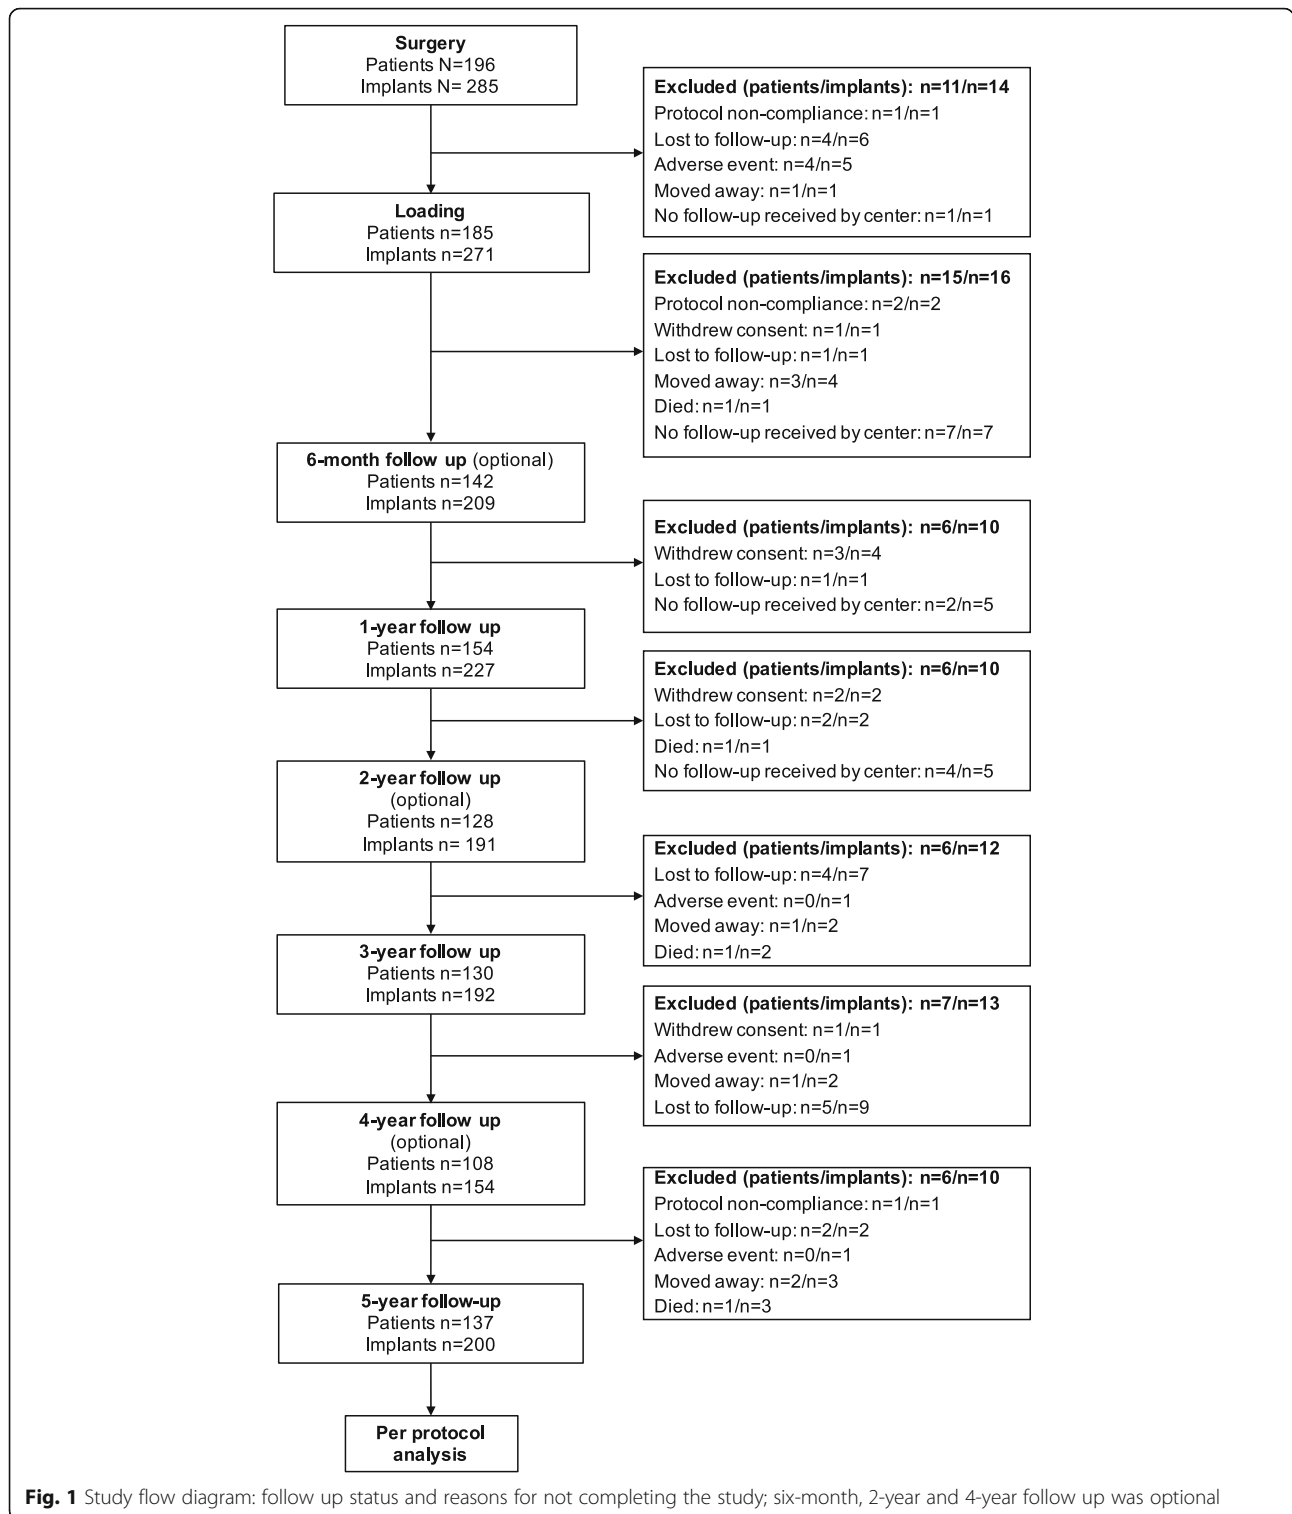 Surgery
Patients N=196
Implants N= 285
Excluded (patients/implants): n=11/n=14
Protocol non-compliance: n=1/n=1
Lost to follow-up: n=4/n=6
Adverse event: n=4/n=5
Moved away: n=1/n=1
No follow-up received by center: n=1/n=1
Loading
Patients n=185
Implants n=271
Excluded (patients/implants): n=15/n=16
Protocol non-compliance: n=2/n=2
Withdrew consent: n=1/n=1
Lost to follow-up: n=1/n=1
Moved away: n=3/n=4
Died: n=1/n=1
No follow-up received by center: n=7/n=7
6-month follow up (optional)
Patients n=142
Implants n=209
Excluded (patients/implants): n=6/n=10
Withdrew consent: n=3/n=4
Lost to follow-up: n=1/n=1
No follow-up received by center: n=2/n=5
1-year follow up
Patients n=154
Implants n=227
Excluded (patients/implants): n=6/n=10
Withdrew consent: n=2/n=2
Lost to follow-up: n=2/n=2
Died: n=1/n=1
No follow-up received by center: n=4/n=5
2-year follow up
(optional)
Patients n=128
Implants n= 191
Excluded (patients/implants): n=6/n=12
Lost to follow-up: n=4/n=7
Adverse event: n=0/n=1
Moved away: n=1/n=2
Died: n=1/n=2
3-year follow up
Patients n=130
Implants n=192
Excluded (patients/implants): n=7/n=13
Withdrew consent: n=1/n=1
Adverse event: n=0/n=1
Moved away: n=1/n=2
Lost to follow-up: n=5/n=9
4-year follow up
(optional)
Patients n=108
Implants n=154
Excluded (patients/implants): n=6/n=10
Protocol non-compliance: n=1/n=1
Lost to follow-up: n=2/n=2
Adverse event: n=0/n=1
Moved away: n=2/n=3
Died: n=1/n=3
5-year follow-up
Patients n=137
Implants n=200
Per protocol
analysis
Fig. 1 Study flow diagram: follow up status and reasons for not completing the study; six-month, 2-year and 4-year follow up was optional